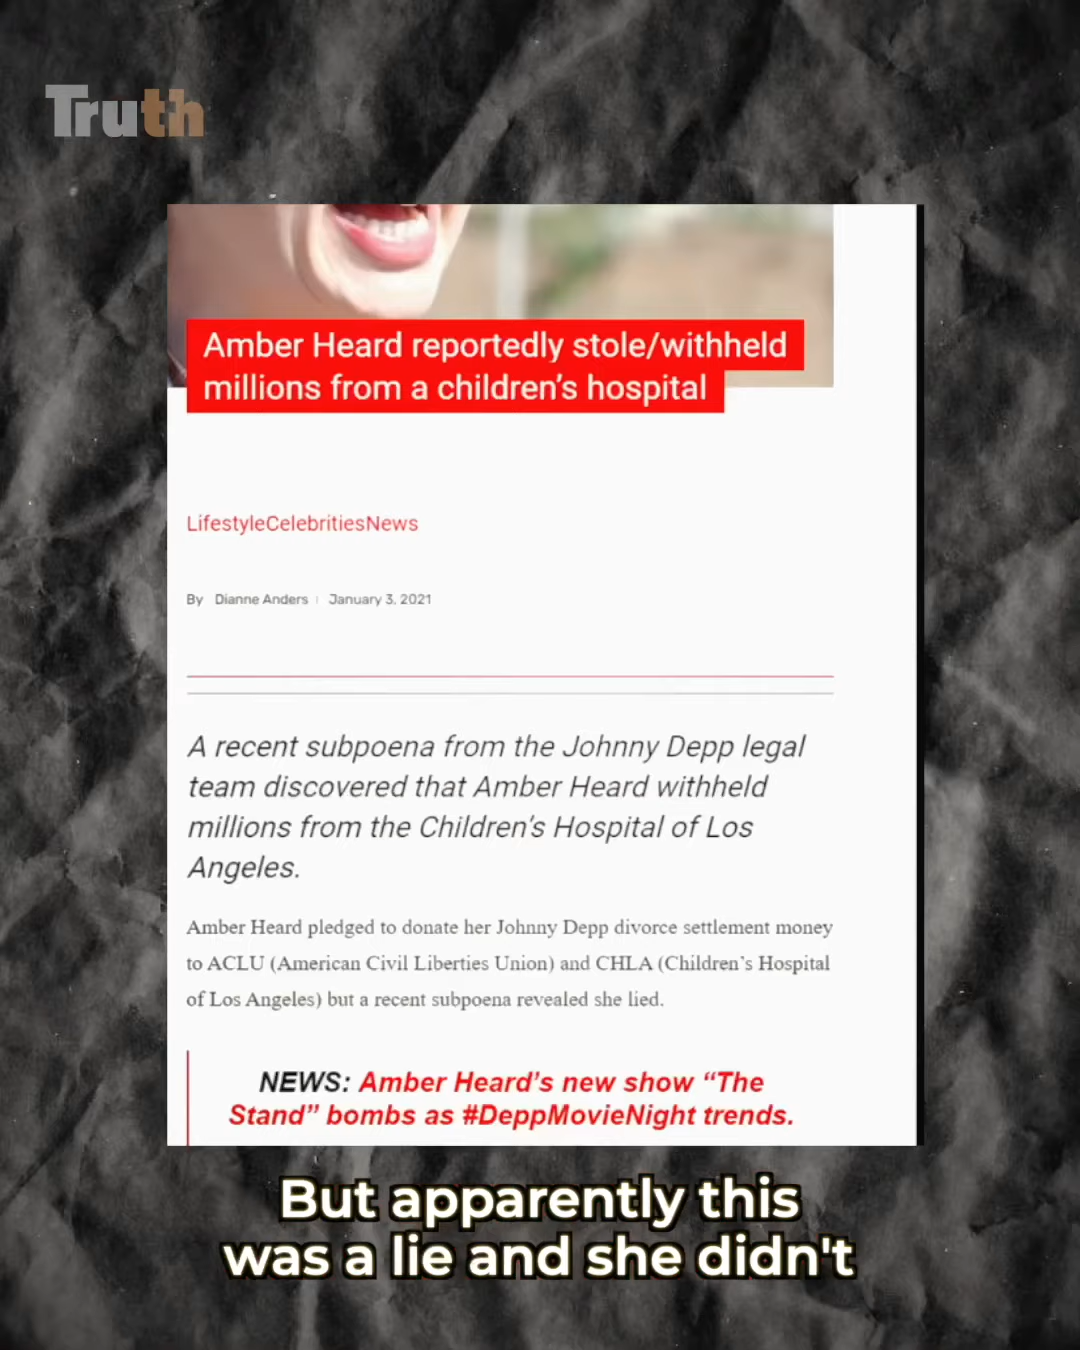 Truth
Amber Heard reportedly stole/withheld
millions from a children's hospital
LifestyleCelebritiesNews
By Dianne Anders | January 3, 2021
A recent subpoena from the Johnny Depp legal
team discovered that Amber Heard withheld
millions from the Children's Hospital of Los
Angeles.
Amber Heard pledged to donate her Johnny Depp divorce settlement money
to ACLU (American Civil Liberties Union) and CHLA (Children's Hospital
of Los Angeles) but a recent subpoena revealed she lied.
NEWS: Amber Heard's new show “The
Stand” bombs as #DeppMovieNight trends.
But apparently this
was a lie and she didn't